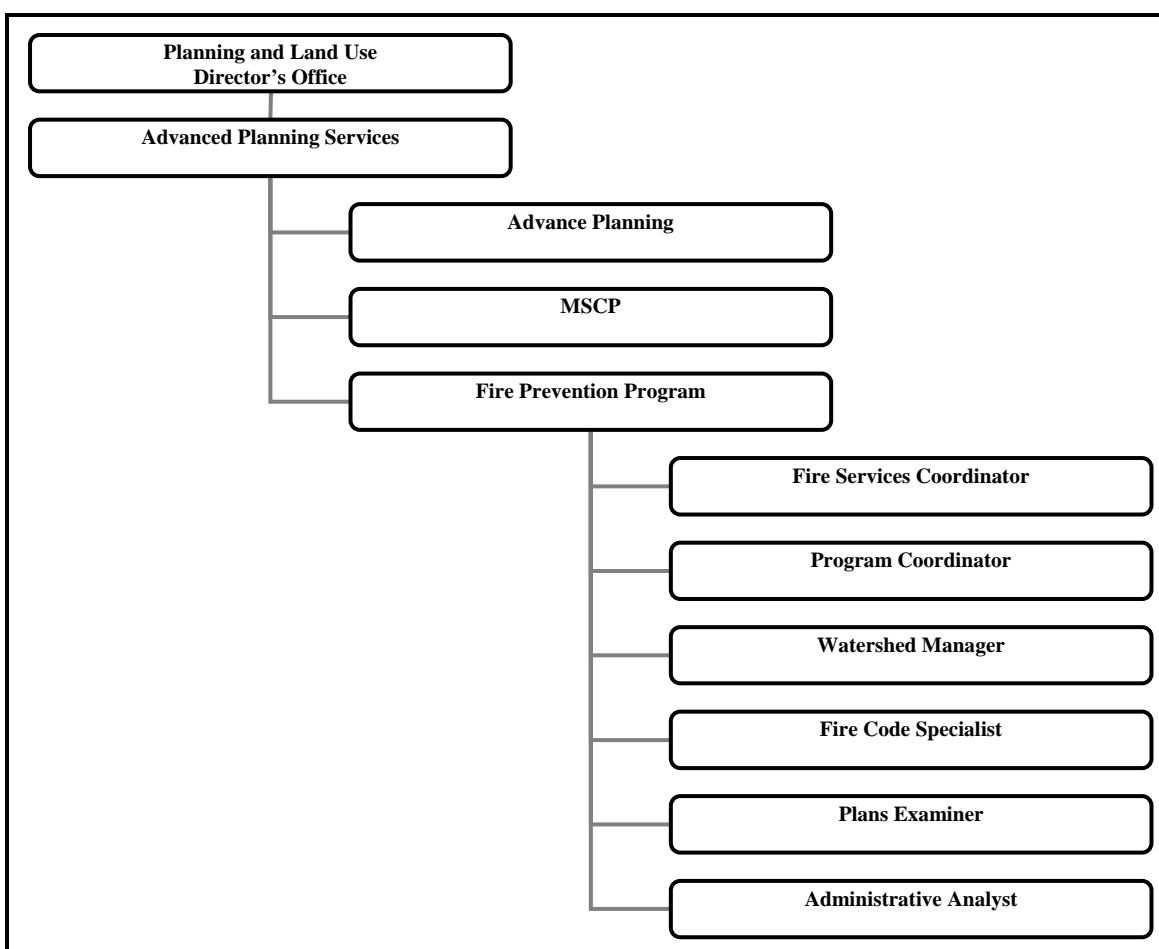 Planning and Land Use
Director’s Office
Advanced Planning Services
Advance Planning
MSCP
Fire Prevention Program
Fire Services Coordinator
Program Coordinator
Watershed Manager
Fire Code Specialist
Plans Examiner
Administrative Analyst